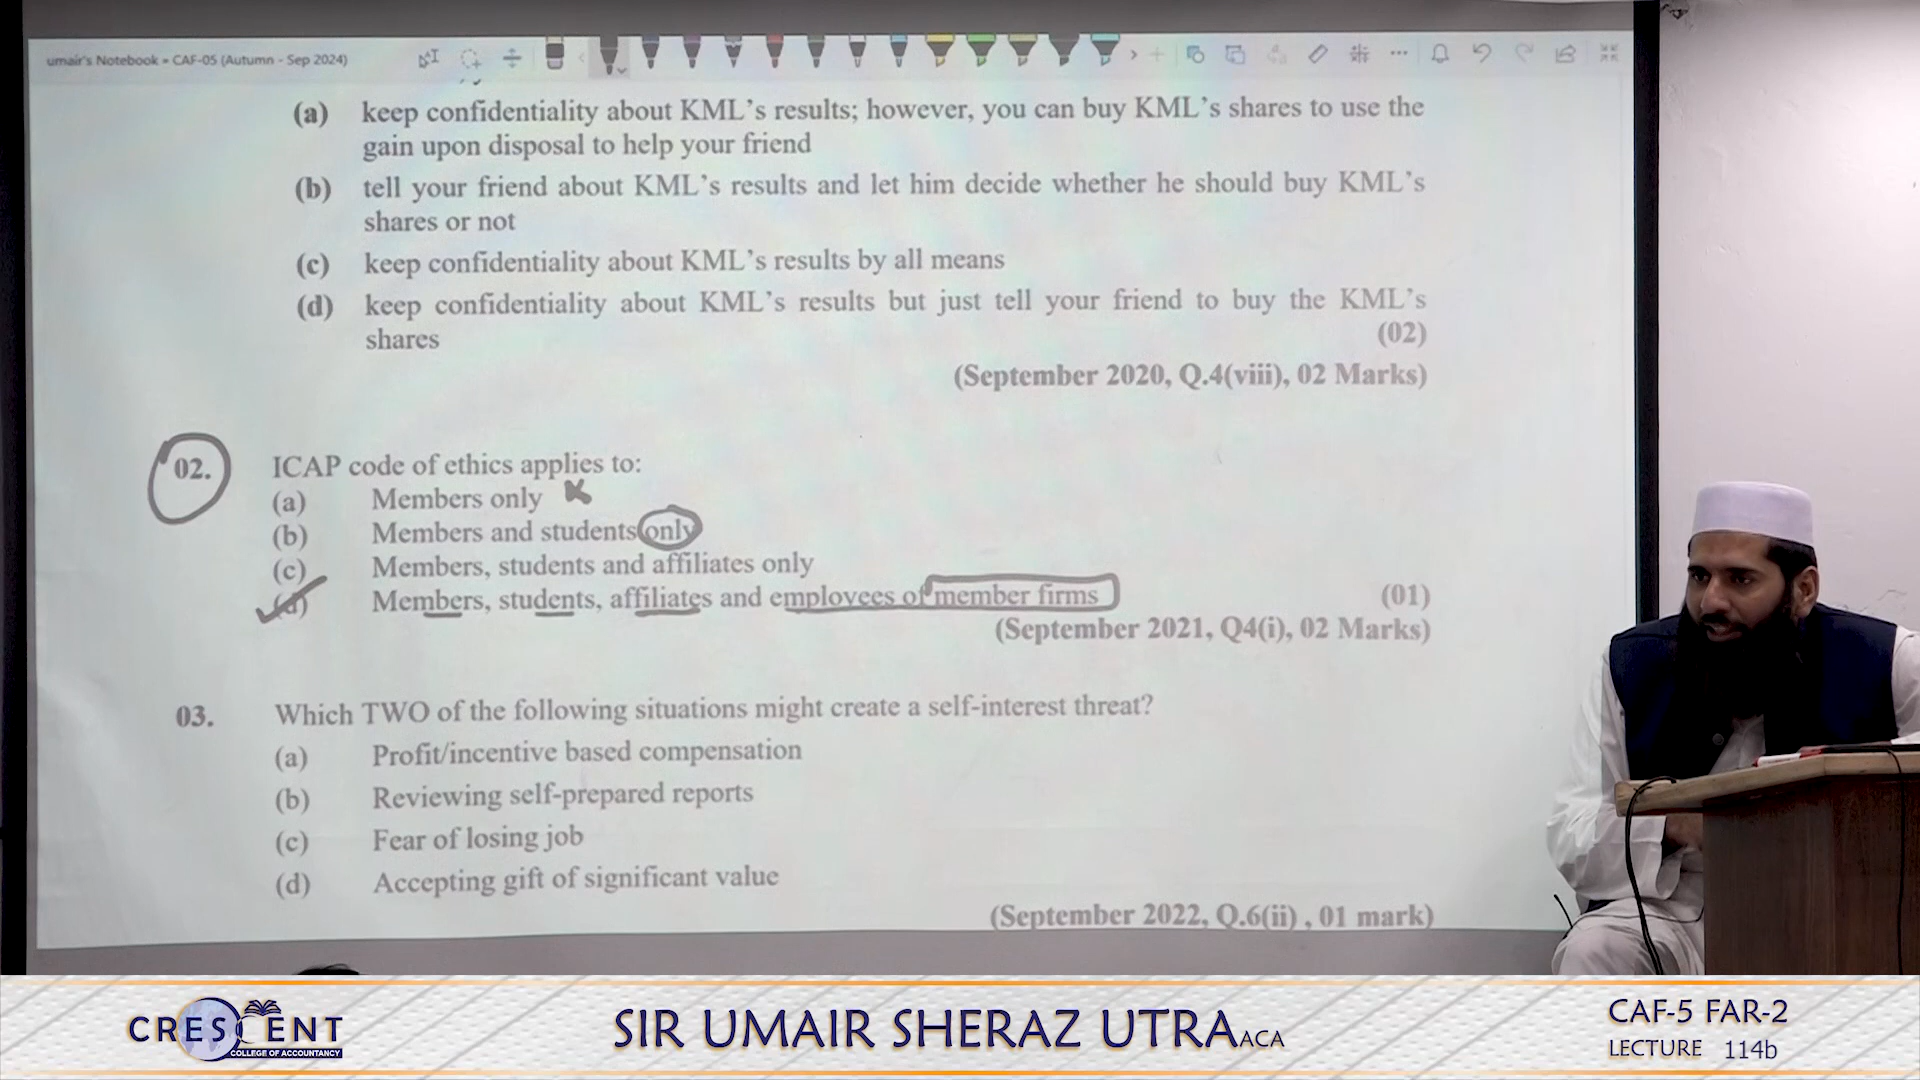 umair's Notebook » CAF-05 (Autumn - Sep 2024)
(a) keep confidentiality about KML's results; however, you can buy KML's shares to use the
gain upon disposal to help your friend
(b) tell your friend about KML's results and let him decide whether he should buy KML's
shares or not
(c) keep confidentiality about KML's results by all means
(d) keep confidentiality about KML's results but just tell your friend to buy the KML's
shares (02)
(September 2020, Q.4(viii), 02 Marks)
02. ICAP code of ethics applies to:
(a) Members only
(b) Members and students only
(c) Members, students and affiliates only
(d) Members, students, affiliates and employees of member firms (01)
(September 2021, Q4(i), 02 Marks)
03. Which TWO of the following situations might create a self-interest threat?
(a) Profit/incentive based compensation
(b) Reviewing self-prepared reports
(c) Fear of losing job
(d) Accepting gift of significant value
(September 2022, Q.6(ii) , 01 mark)
CRESCENT
COLLEGE OF ACCOUNTANCY
SIR UMAIR SHERAZ UTRA ACA
CAF-5 FAR-2
LECTURE 114b